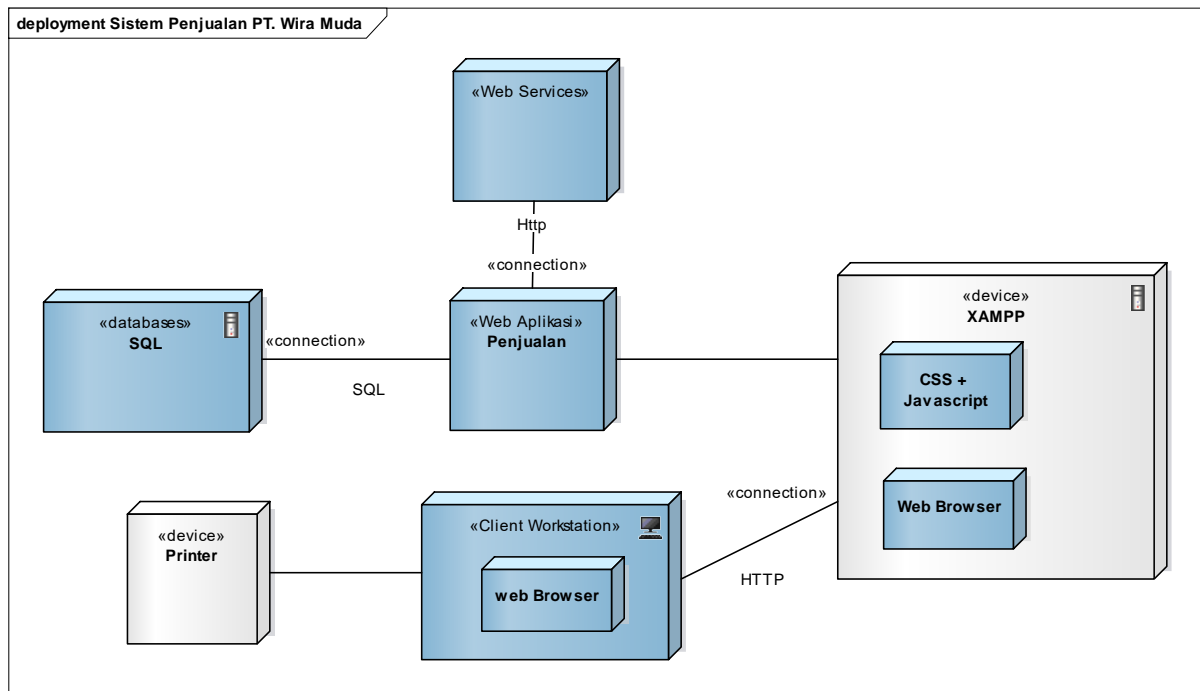 deployment Sistem Penjualan PT. Wira Muda
«Web Services»
Http
«connection»
«databases»
SQL
«connection»
SQL
«Web Aplikasi»
Penjualan
«device»
XAMPP
CSS +
Javascript
Web Browser
«device»
Printer
«Client Workstation»
web Browser
«connection»
HTTP